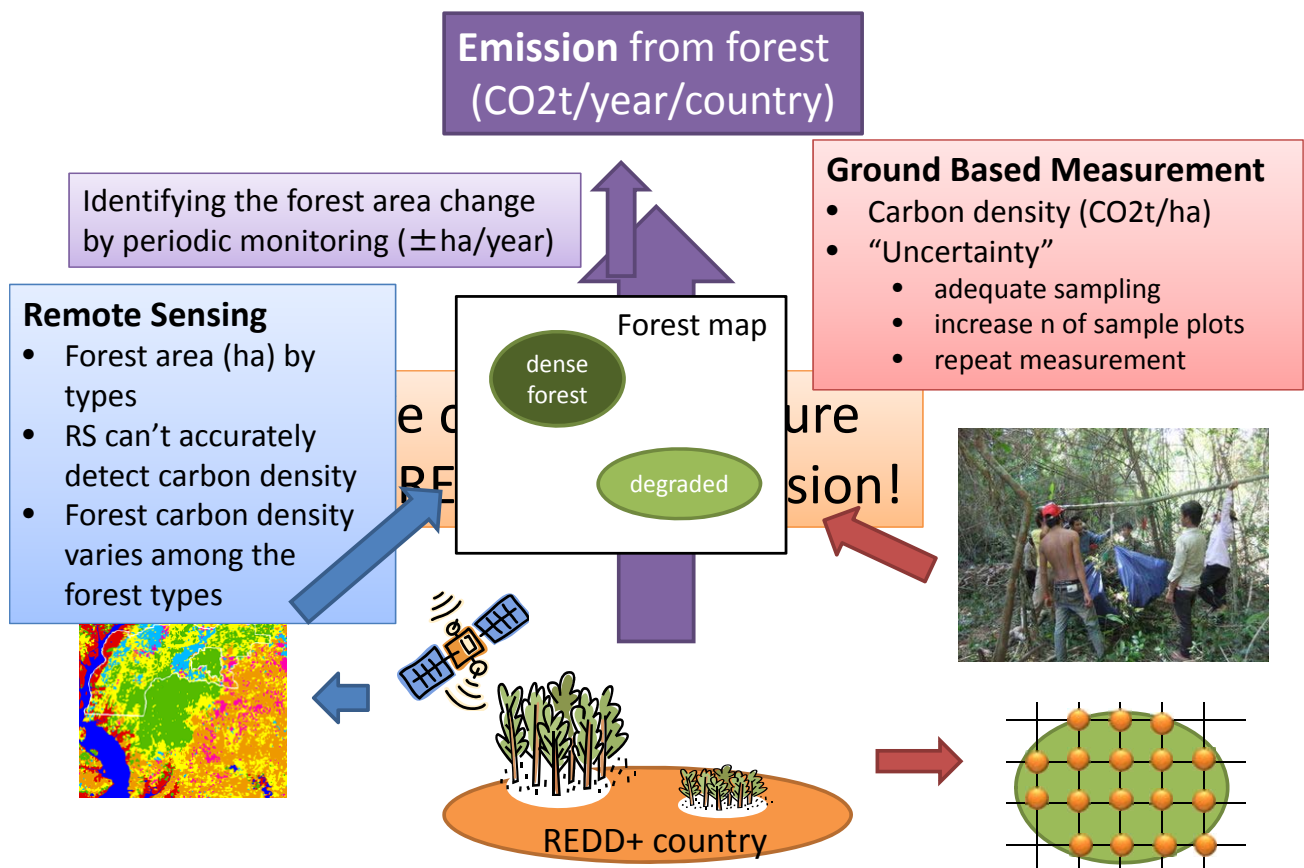 Emission from forest
(CO2t/year/country)
Identifying the forest area change
by periodic monitoring (±ha/year)
Ground Based Measurement
• Carbon density (CO2t/ha)
• “Uncertainty”
• adequate sampling
• increase n of sample plots
• repeat measurement
Remote Sensing
• Forest area (ha) by
types
• RS can’t accurately
detect carbon density
• Forest carbon density
varies among the
forest types
Forest map
dense
forest
degraded
REDD+ country